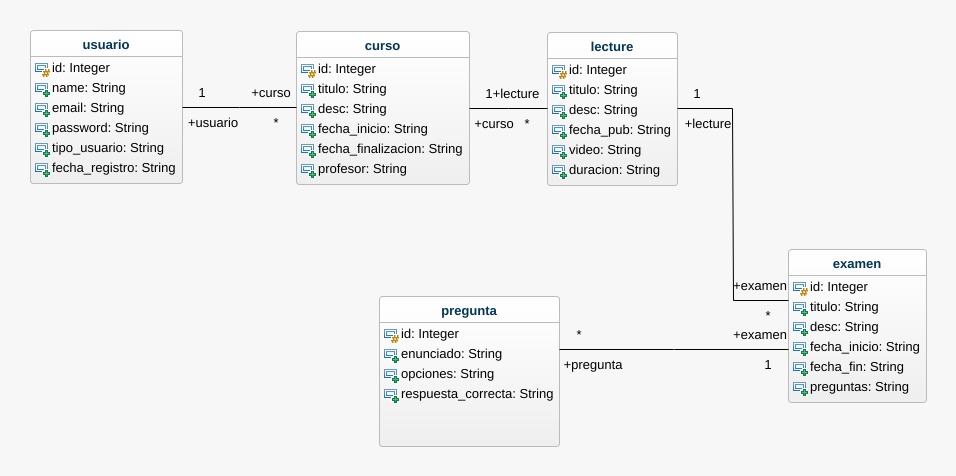 usuario
id: Integer
name: String
email: String
password: String
tipo_usuario: String
fecha_registro: String
1
+curso
+usuario
*
curso
id: Integer
titulo: String
desc: String
fecha_inicio: String
fecha_finalizacion: String
profesor: String
1+lecture
+curso
*
lecture
id: Integer
titulo: String
desc: String
fecha_pub: String
video: String
duracion: String
1
+lecture
+examen
*
examen
id: Integer
titulo: String
desc: String
fecha_inicio: String
fecha_fin: String
preguntas: String
pregunta
id: Integer
enunciado: String
opciones: String
respuesta_correcta: String
*
+examen
+pregunta
1